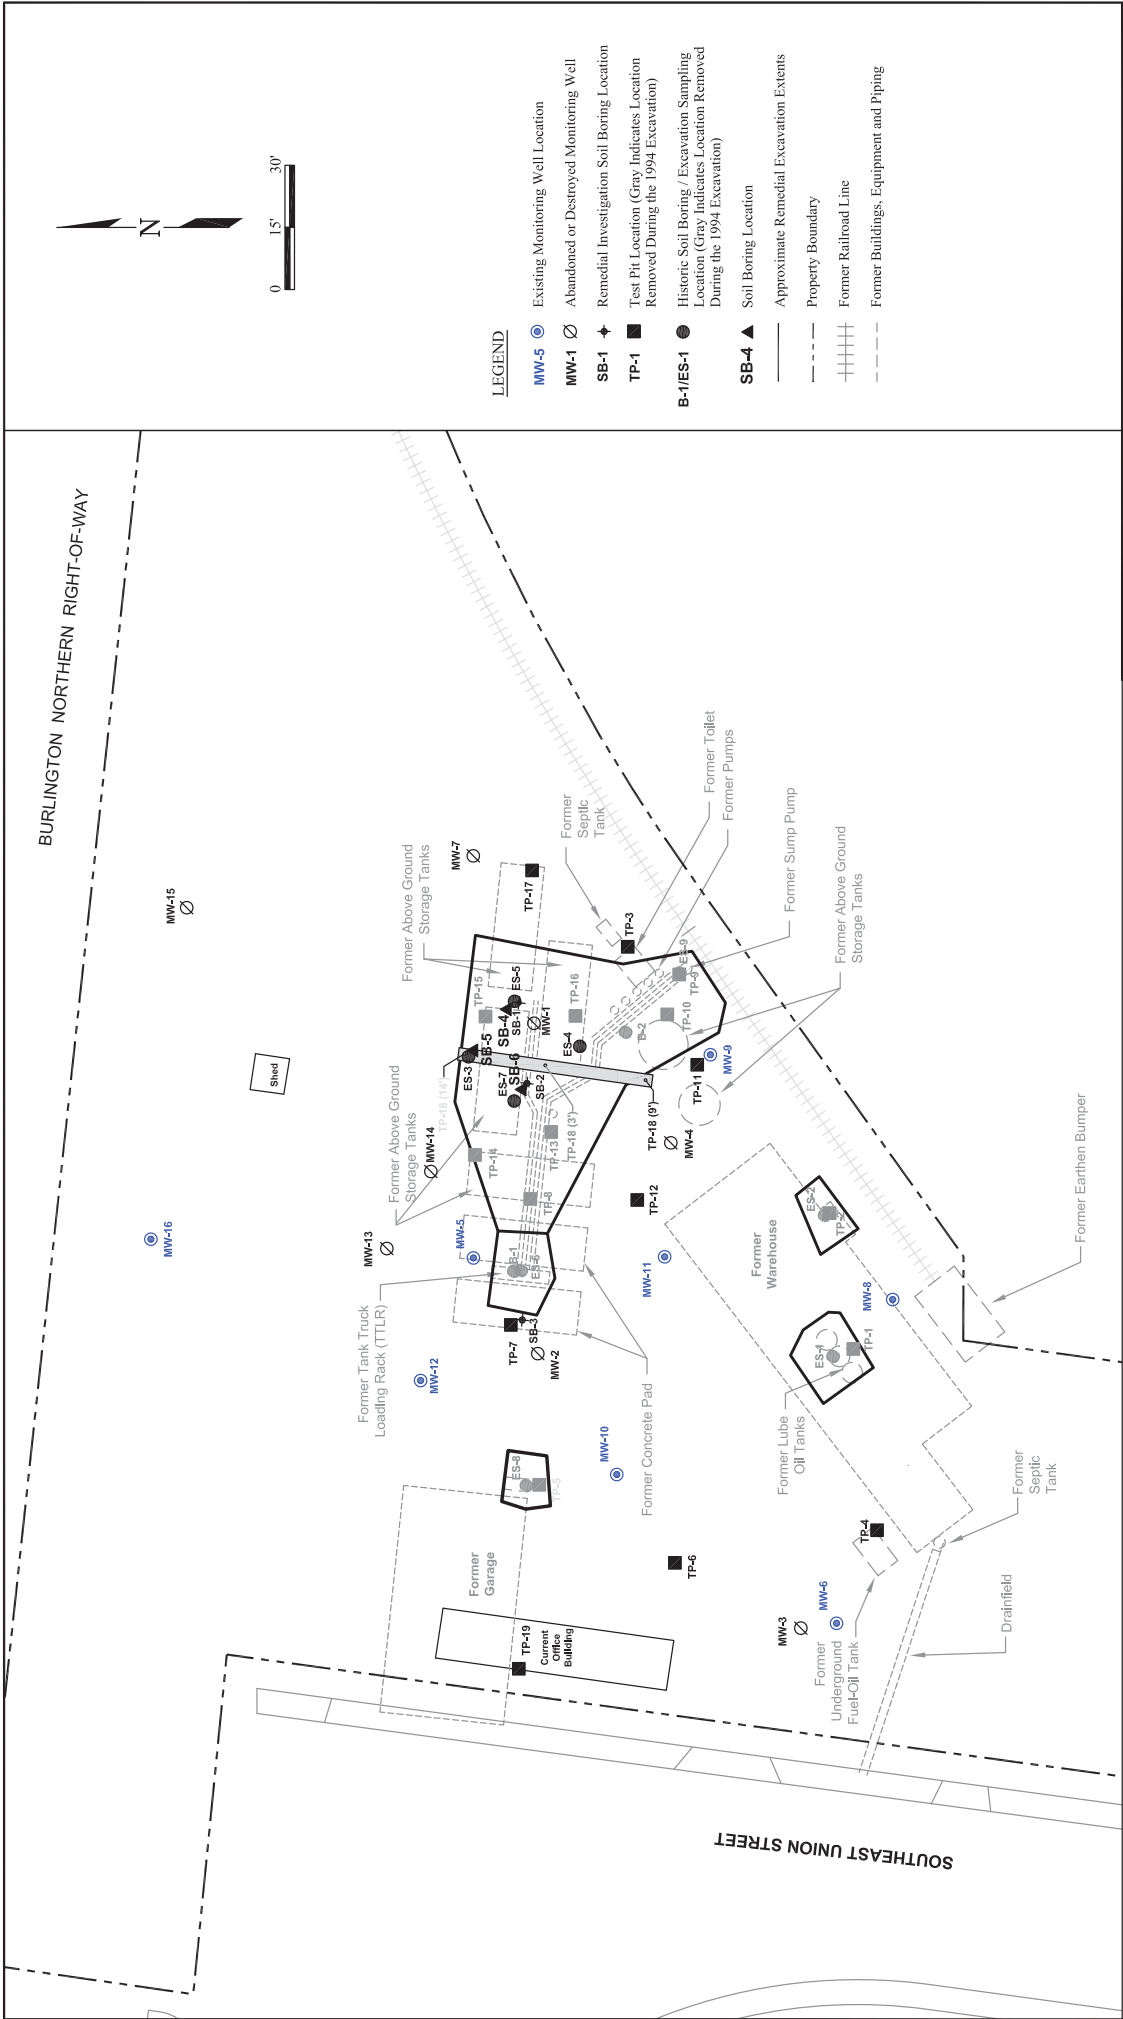 BURLINGTON NORTHERN RIGHT-OF-WAY
SOUTHEAST UNION STREET
N
0
15'
30'
LEGEND
MW-5
Existing Monitoring Well Location
MW-1
Abandoned or Destroyed Monitoring Well
SB-1
Remedial Investigation Soil Boring Location
TP-1
Test Pit Location (Gray Indicates Location
Removed During the 1994 Excavation)
B-1/ES-1
Historic Soil Boring / Excavation Sampling
Location (Gray Indicates Location Removed
During the 1994 Excavation)
SB-4
Soil Boring Location
Approximate Remedial Excavation Extents
Property Boundary
Former Railroad Line
Former Buildings, Equipment and Piping
MW-16
MW-15
Shed
MW-13
MW-14
MW-7
MW-12
MW-5
Former Tank Truck
Loading Rack (TTLR)
Former Above Ground
Storage Tanks
Former Above Ground
Storage Tanks
TP-18 (14')
ES-3
SB-5
TP-15
SB-4
SB-1
ES-5
MW-1
TP-17
ES-7
SB-6
SB-2
TP-14
TP-8
TP-13
TP-18 (3')
ES-4
TP-16
B-1
ES-6
TP-7
SB-3
MW-2
ES-8
TP-5
Former
Garage
TP-19
Current
Office
Building
MW-10
TP-6
Former Concrete Pad
MW-11
TP-12
TP-18 (9')
MW-4
TP-11
MW-9
B-2
TP-10
TP-9
ES-9
TP-3
Former
Septic
Tank
Former Toilet
Former Pumps
Former Sump Pump
Former Above Ground
Storage Tanks
Former
Warehouse
ES-2
TP-2
MW-8
ES-1
TP-1
Former Lube
Oil Tanks
Former Earthen Bumper
TP-4
MW-3
MW-6
Former
Underground
Fuel-Oil Tank
Former
Septic
Tank
Drainfield